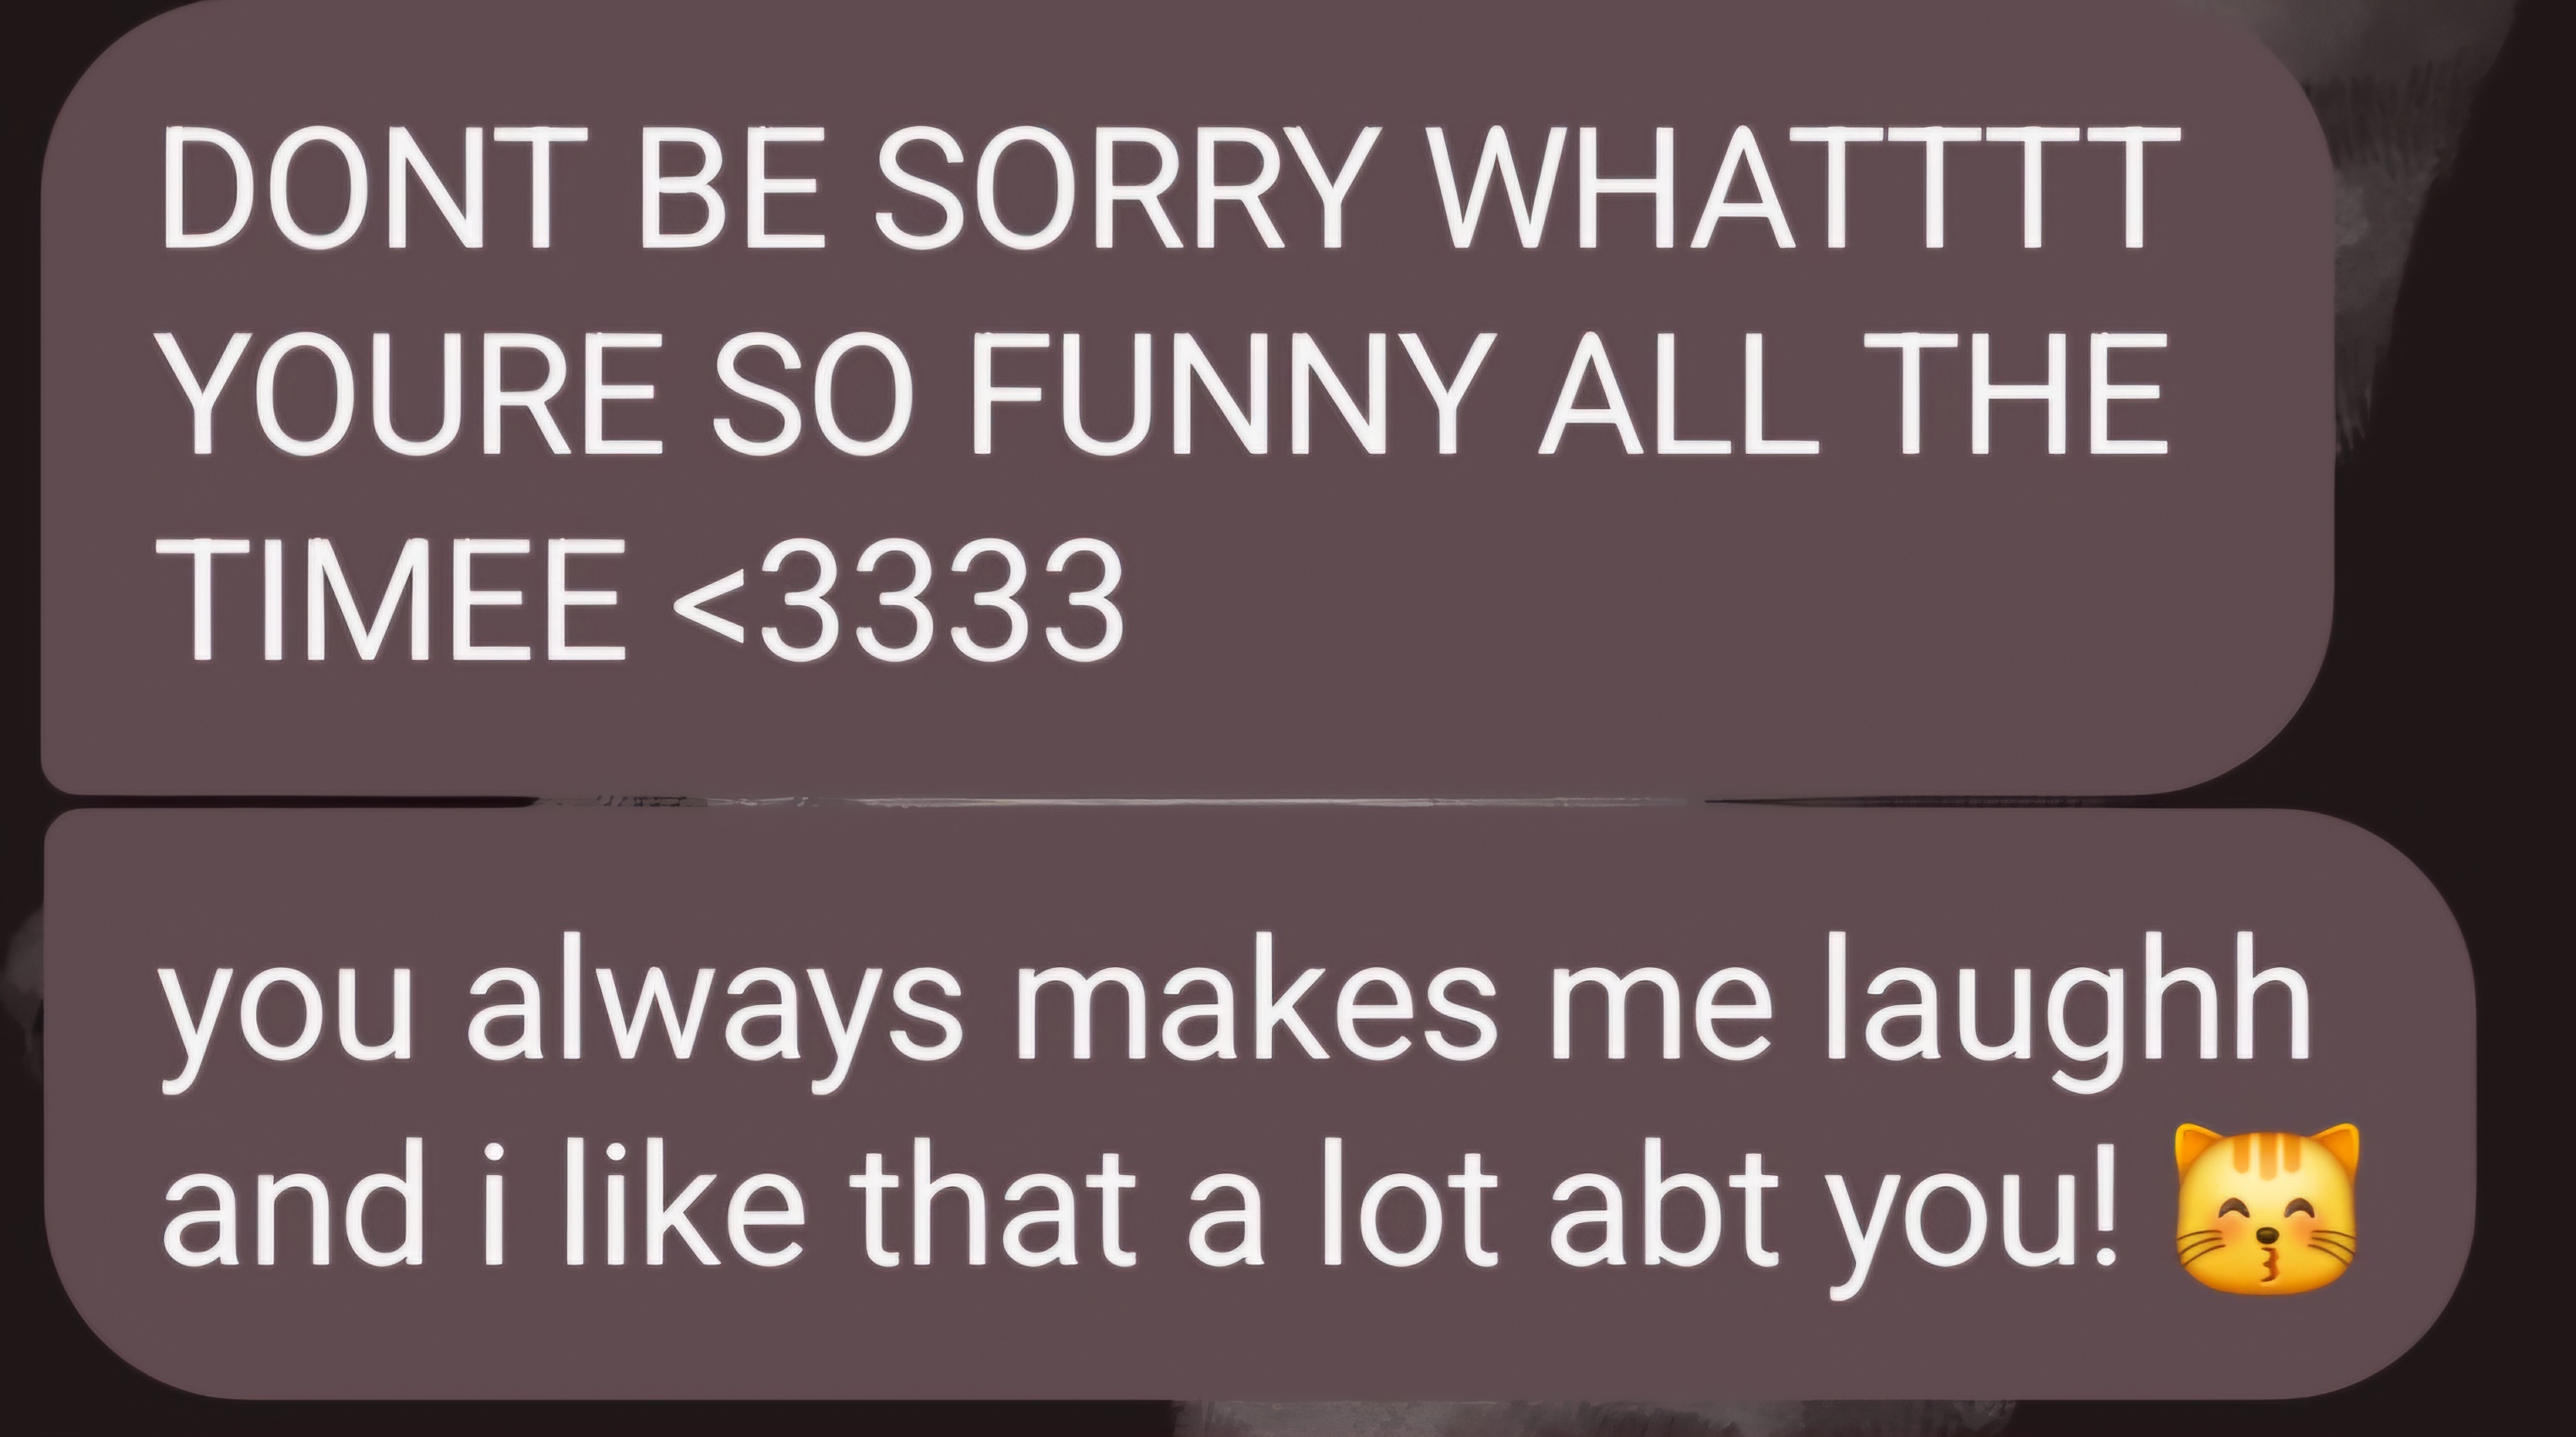 DONT BE SORRY WHATTTT
YOURE SO FUNNY ALL THE
TIMEE <3333
you always makes me laughh
and i like that a lot abt you! 😽